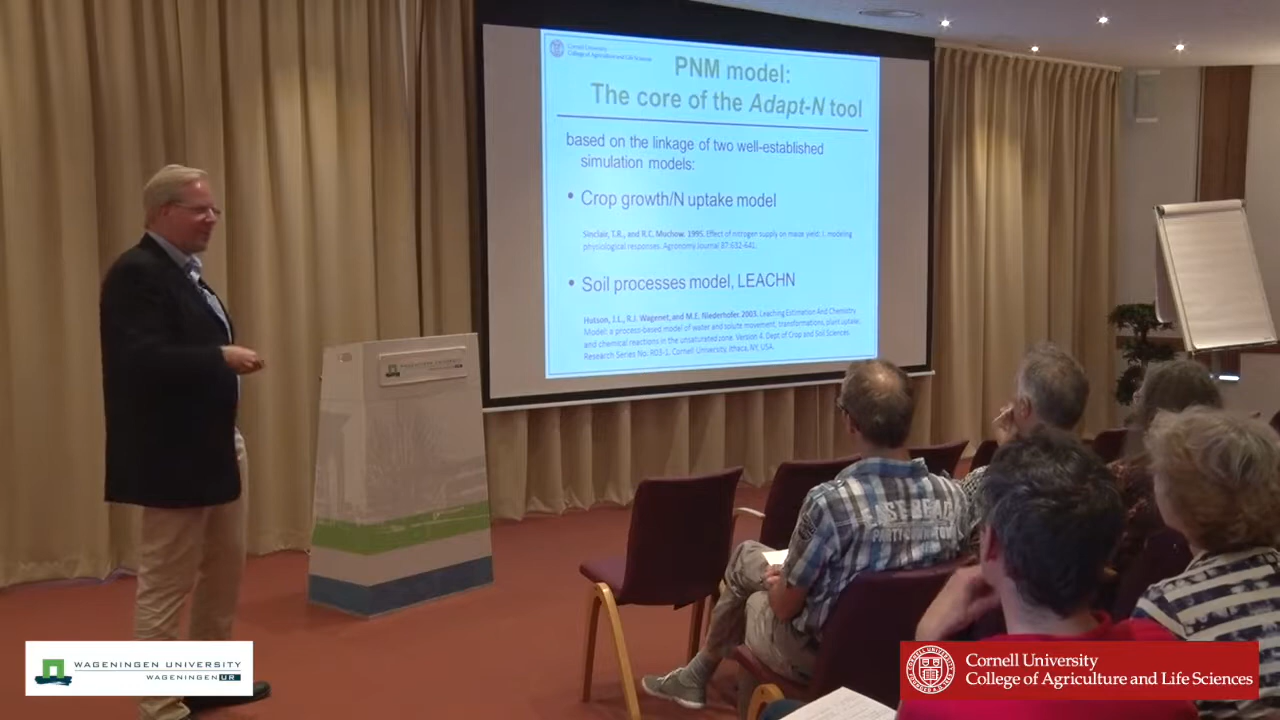 Cornell University
College of Agriculture and Life Sciences
PNM model:
The core of the Adapt-N tool
based on the linkage of two well-established
simulation models:
• Crop growth/N uptake model
Sinclair, T.R., and R.C. Muchow. 1995. Effect of nitrogen supply on maize yield: I. modeling
physiological responses. Agronomy Journal 87:632-641.
• Soil processes model, LEACHN
Hutson, J.L., R.J. Wagenet, and M.E. Niederhofer. 2003. Leaching Estimation And Chemistry
Model: a process-based model of water and solute movement, transformations, plant uptake,
and chemical reactions in the unsaturated zone. Version 4. Dept of Crop and Soil Sciences.
Research Series No. R03-1. Cornell University, Ithaca, NY, USA.
WAGENINGEN UNIVERSITY
WAGENINGEN UR
WAGENINGEN UNIVERSITY
WAGENINGEN UR
Cornell University
College of Agriculture and Life Sciences